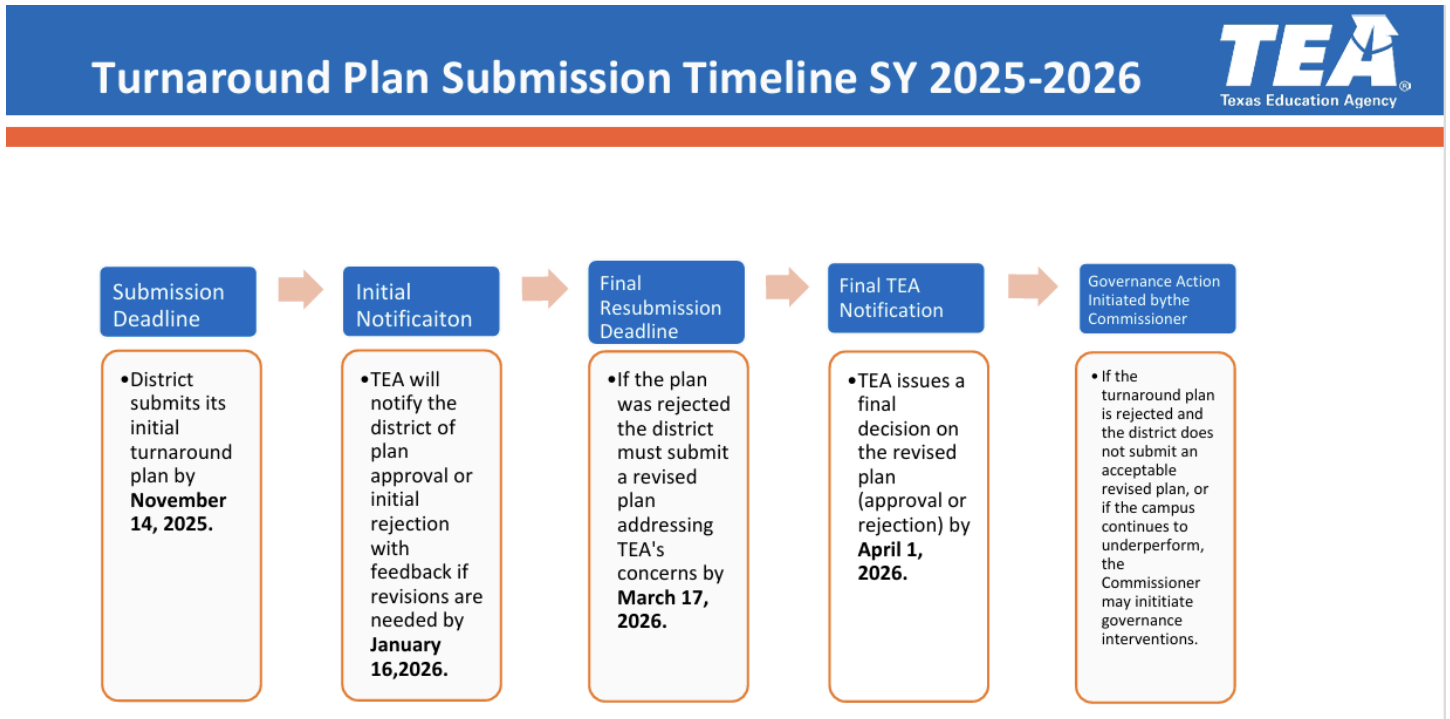 Turnaround Plan Submission Timeline SY 2025-2026
TEA®
Texas Education Agency
Submission
Deadline
•District
submits its
initial
turnaround
plan by
November
14, 2025.
Initial
Notificaiton
•TEA will
notify the
district of
plan
approval or
initial
rejection
with
feedback if
revisions are
needed by
January
16,2026.
Final
Resubmission
Deadline
•If the plan
was rejected
the district
must submit
a revised
plan
addressing
TEA's
concerns by
March 17,
2026.
Final TEA
Notification
•TEA issues a
final
decision on
the revised
plan
(approval or
rejection) by
April 1,
2026.
Governance Action
Initiated bythe
Commissioner
• If the
turnaround plan
is rejected and
the district does
not submit an
acceptable
revised plan, or
if the campus
continues to
underperform,
the
Commissioner
may inititiate
governance
interventions.